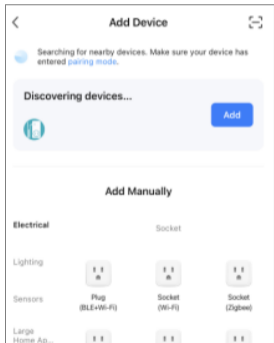 Add Device
Searching for nearby devices. Make sure your device has
entered pairing mode.
Discovering devices...
Add
Add Manually
Electrical
Socket
Lighting
Plug
(BLE+Wi-Fi)
Socket
(Wi-Fi)
Socket
(Zigbee)
Sensors
Large
Home Ap...